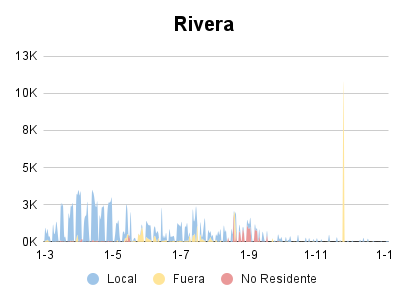 Rivera
13K
10K
8K
5K
3K
0K
1-3 1-5 1-7 1-9 1-11 1-1
Local Fuera No Residente